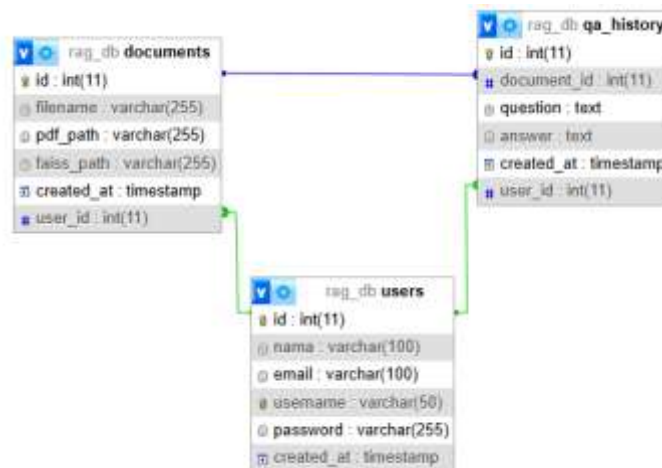 rag_db documents
id : int(11)
filename : varchar(255)
pdf_path : varchar(255)
faiss_path : varchar(255)
created_at : timestamp
user_id : int(11)
rag_db qa_history
id : int(11)
document_id : int(11)
question : text
answer : text
created_at : timestamp
user_id : int(11)
rag_db users
id : int(11)
nama : varchar(100)
email : varchar(100)
username : varchar(50)
password : varchar(255)
created_at : timestamp